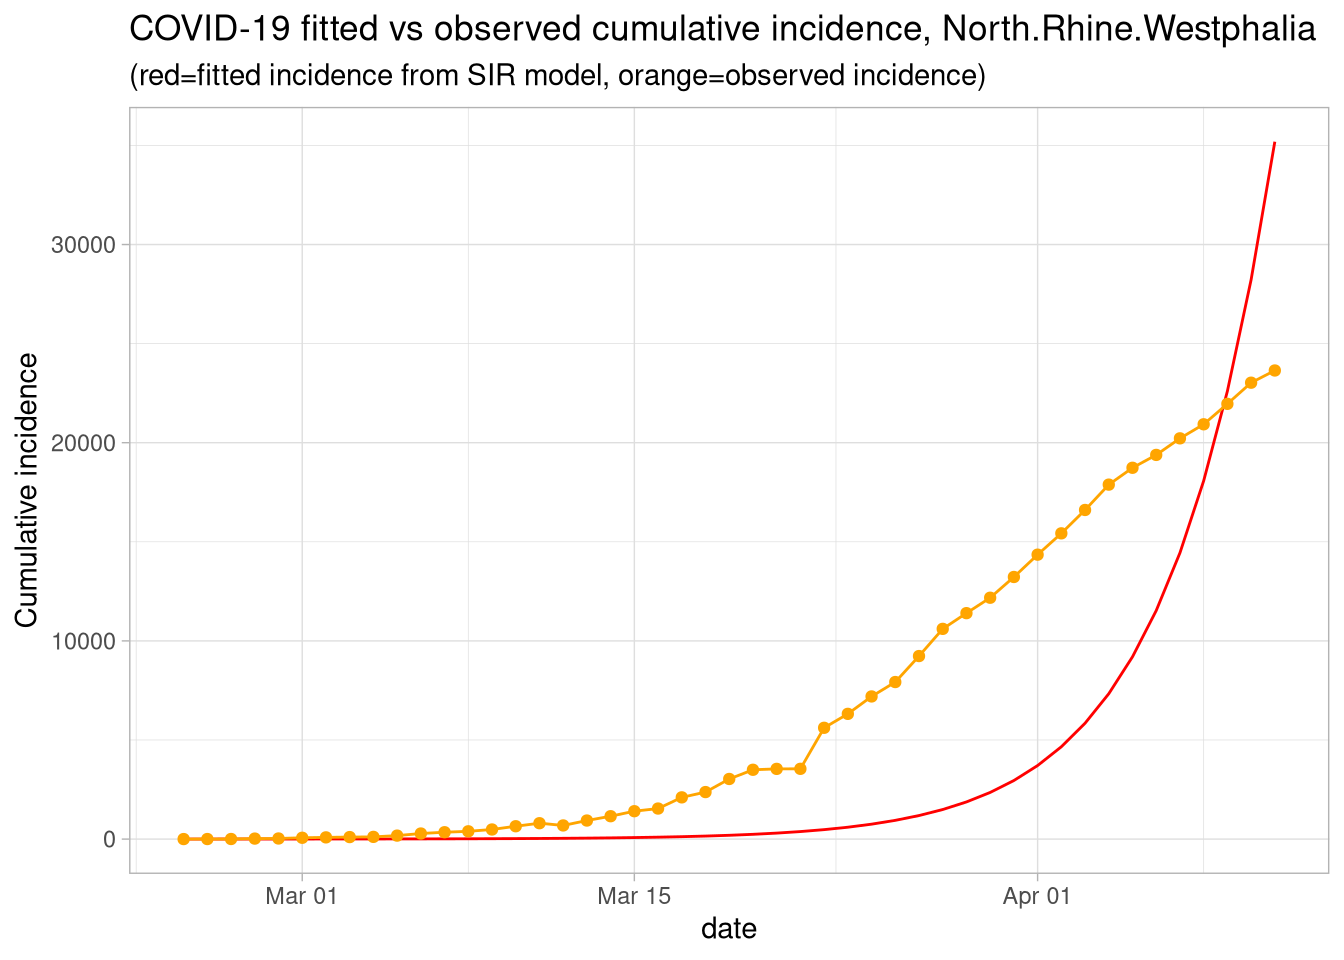 COVID-19 fitted vs observed cumulative incidence, North.Rhine.Westphalia
(red=fitted incidence from SIR model, orange=observed incidence)
Cumulative incidence
30000
20000
10000
0
Mar 01
Mar 15
Apr 01
date